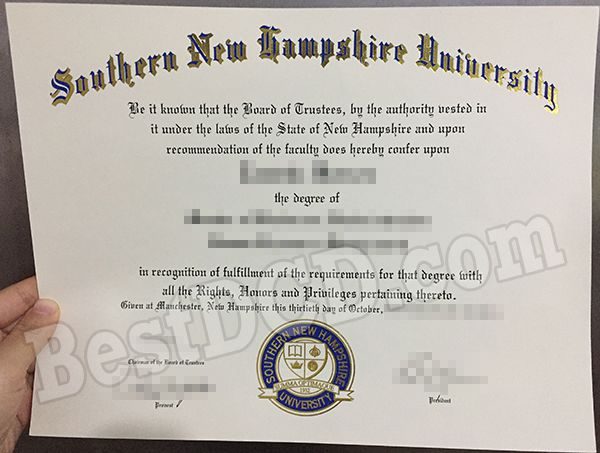 Southern New Hampshire University
Be it known that the Board of Trustees, by the authority vested in
it under the laws of the State of New Hampshire and upon
recommendation of the faculty does hereby confer upon
the degree of
in recognition of fulfillment of the requirements for that degree with
all the Rights, Honors and Privileges pertaining thereto.
Given at Manchester, New Hampshire this thirtieth day of October,
BestDCD.com
Chairman of the Board of Trustees
SOUTHERN NEW HAMPSHIRE
UNIVERSITY
1932
President